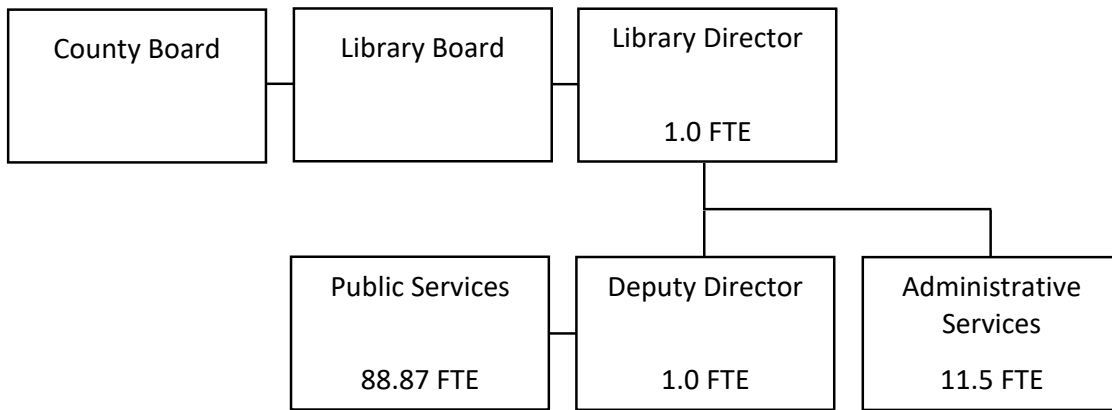 County Board
Library Board
Library Director
1.0 FTE
Public Services
88.87 FTE
Deputy Director
1.0 FTE
Administrative
Services
11.5 FTE